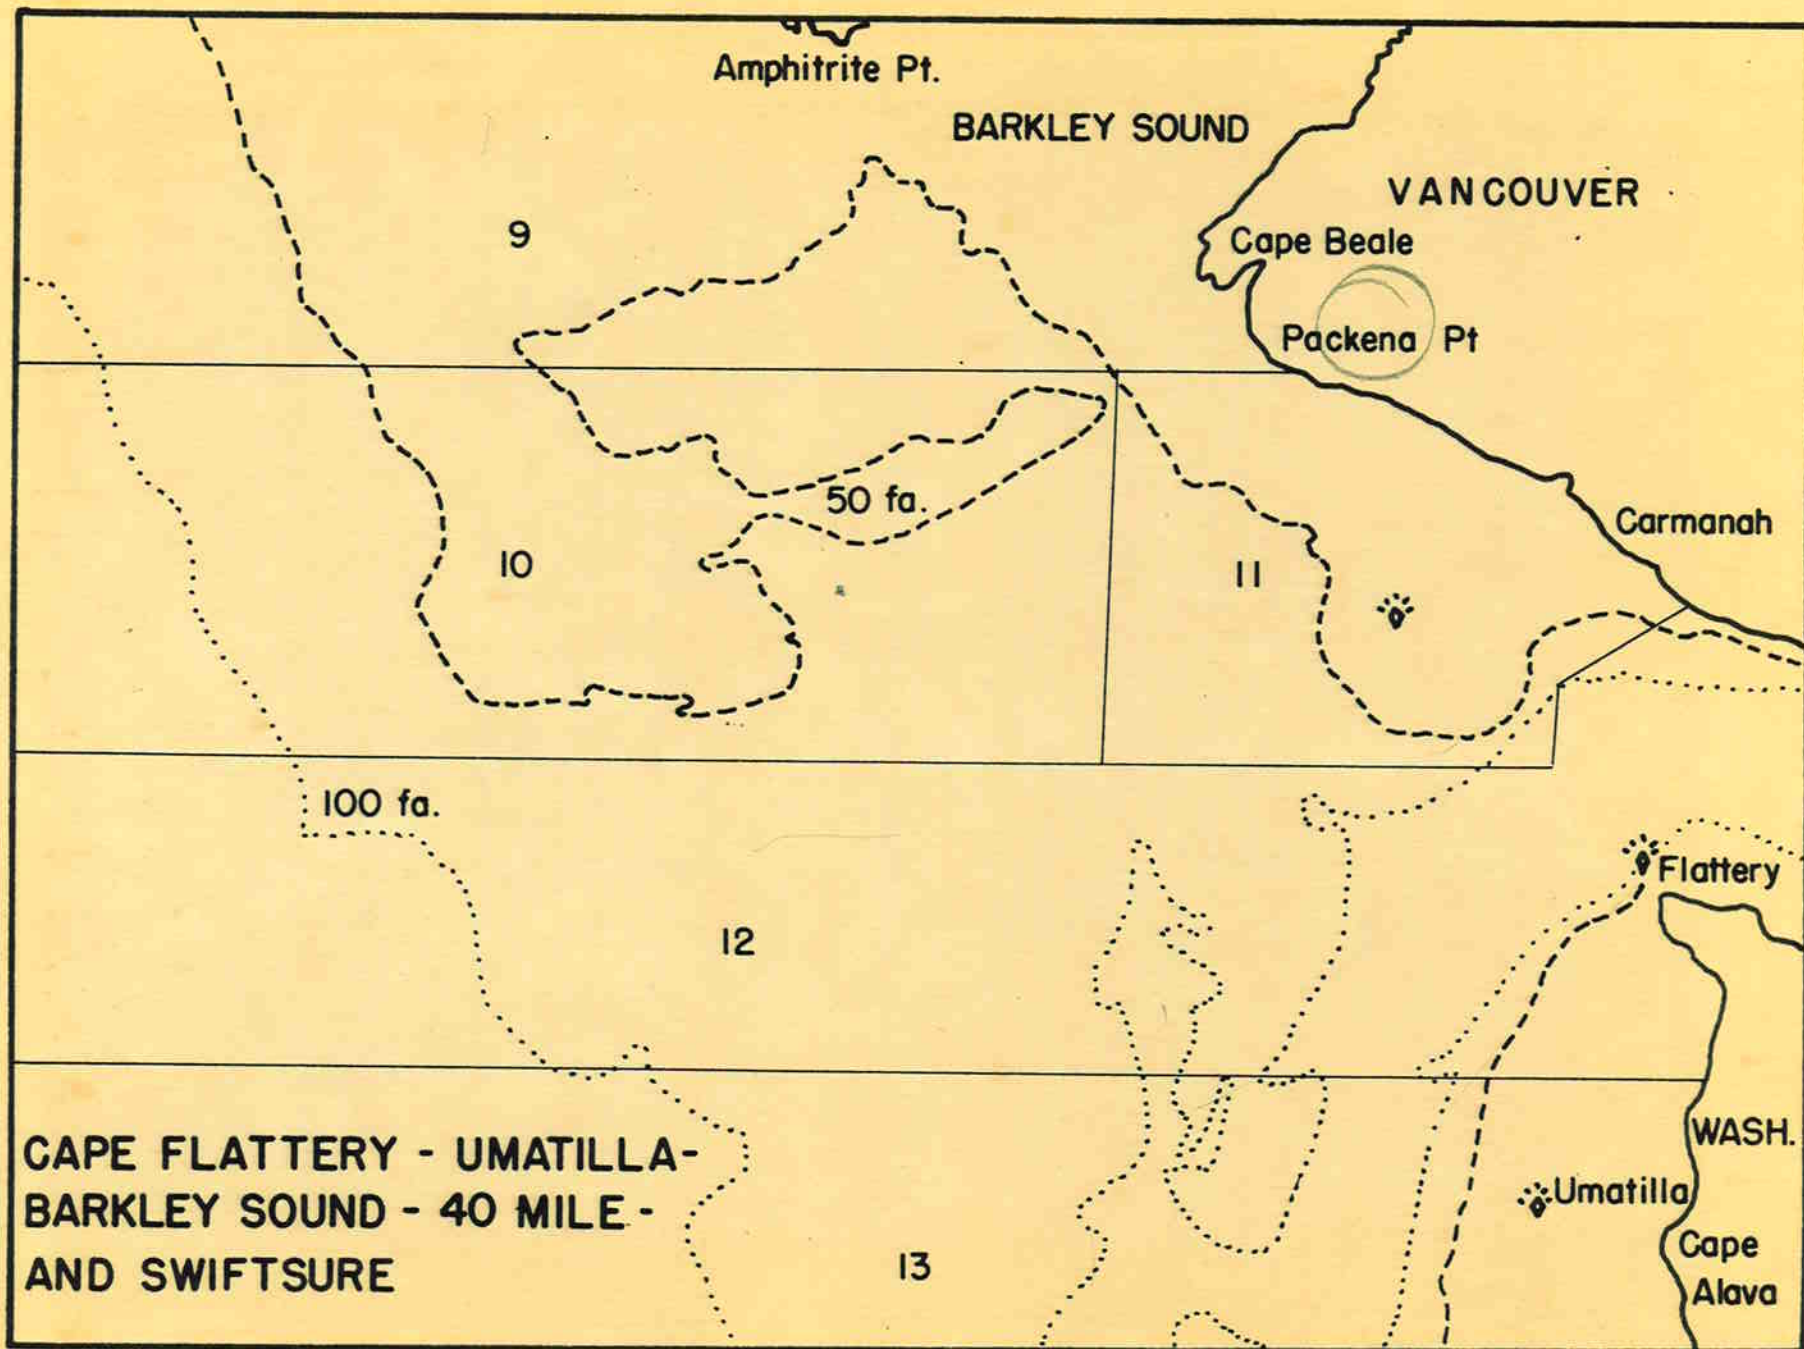 Amphitrite Pt.
BARKLEY SOUND
VANCOUVER
9
Cape Beale
Packena Pt
50 fa.
Carmanah
10
11
100 fa.
Flattery
12
CAPE FLATTERY - UMATILLA-
BARKLEY SOUND - 40 MILE -
AND SWIFTSURE
WASH.
Umatilla
13
Cape
Alava